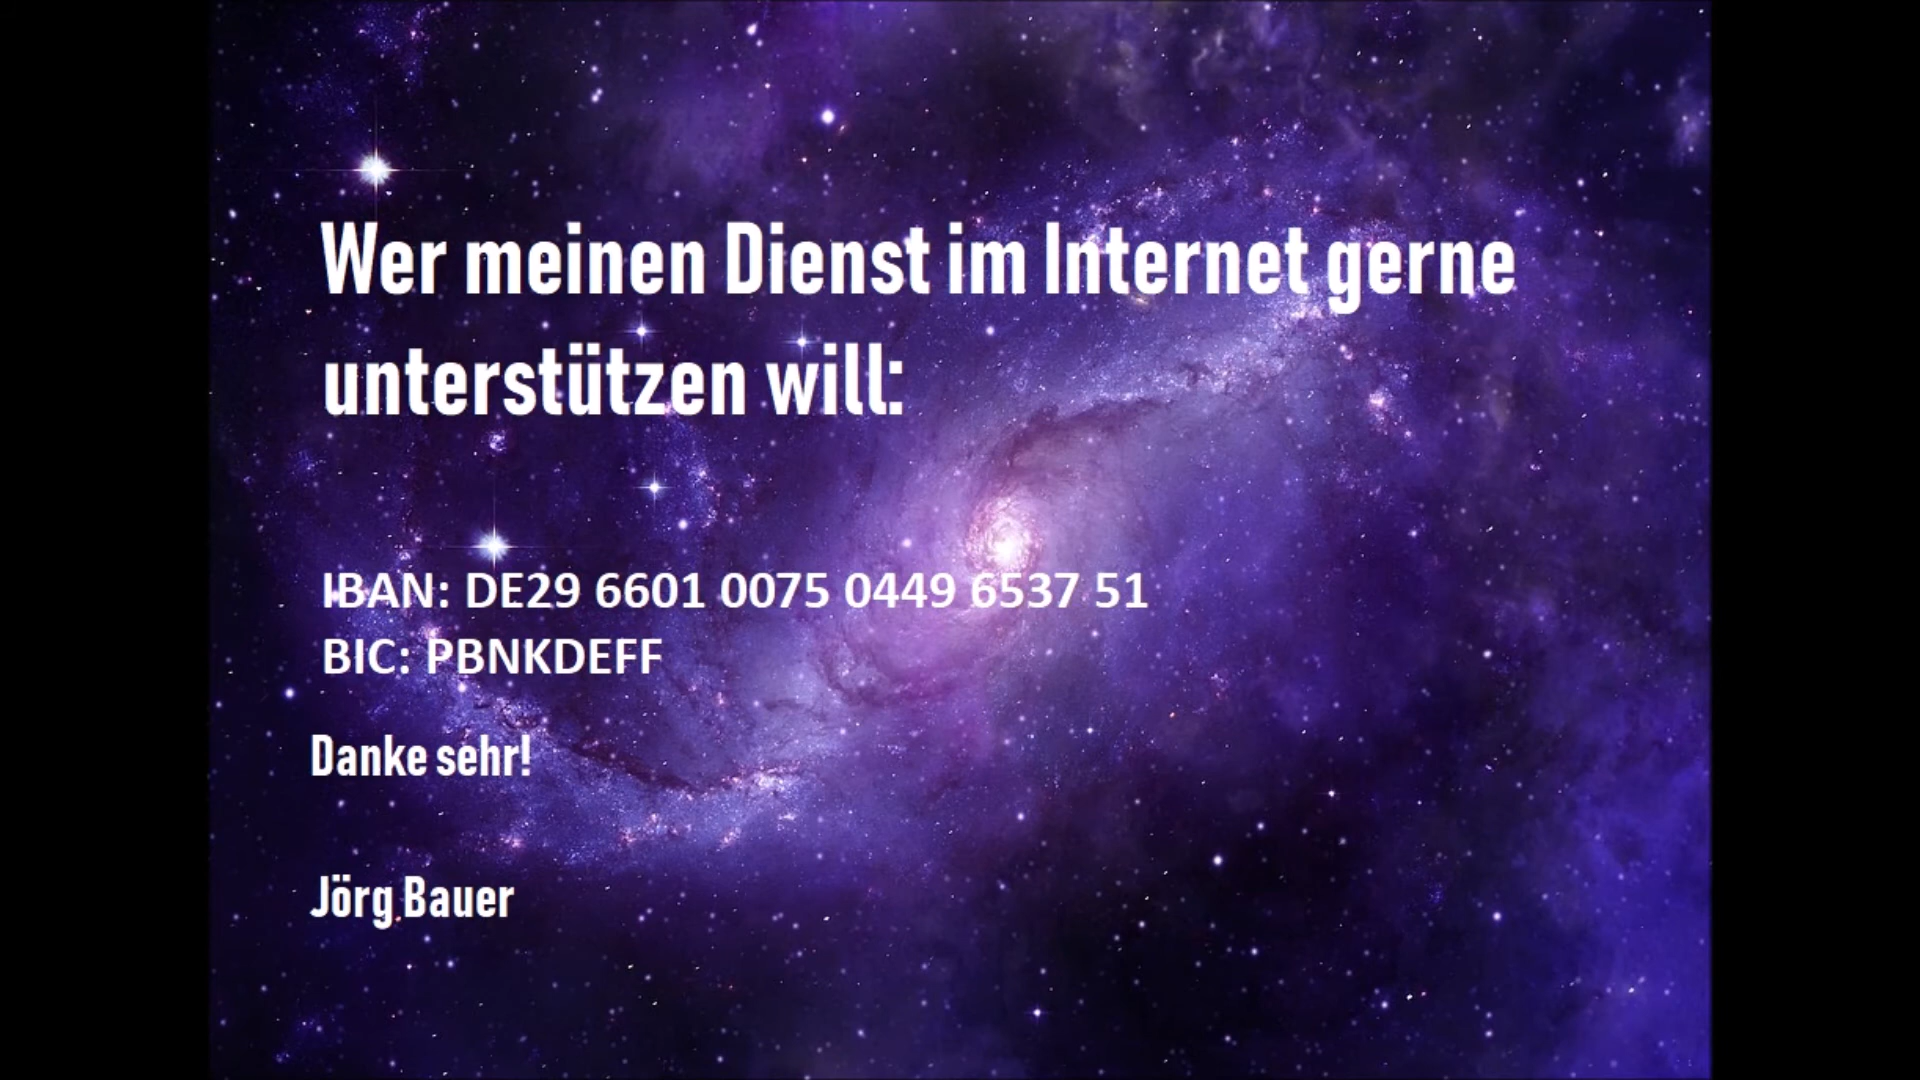 Wer meinen Dienst im Internet gerne
unterstützen will:
IBAN: DE29 6601 0075 0449 6537 51
BIC: PBNKDEFF
Danke sehr!
Jörg Bauer